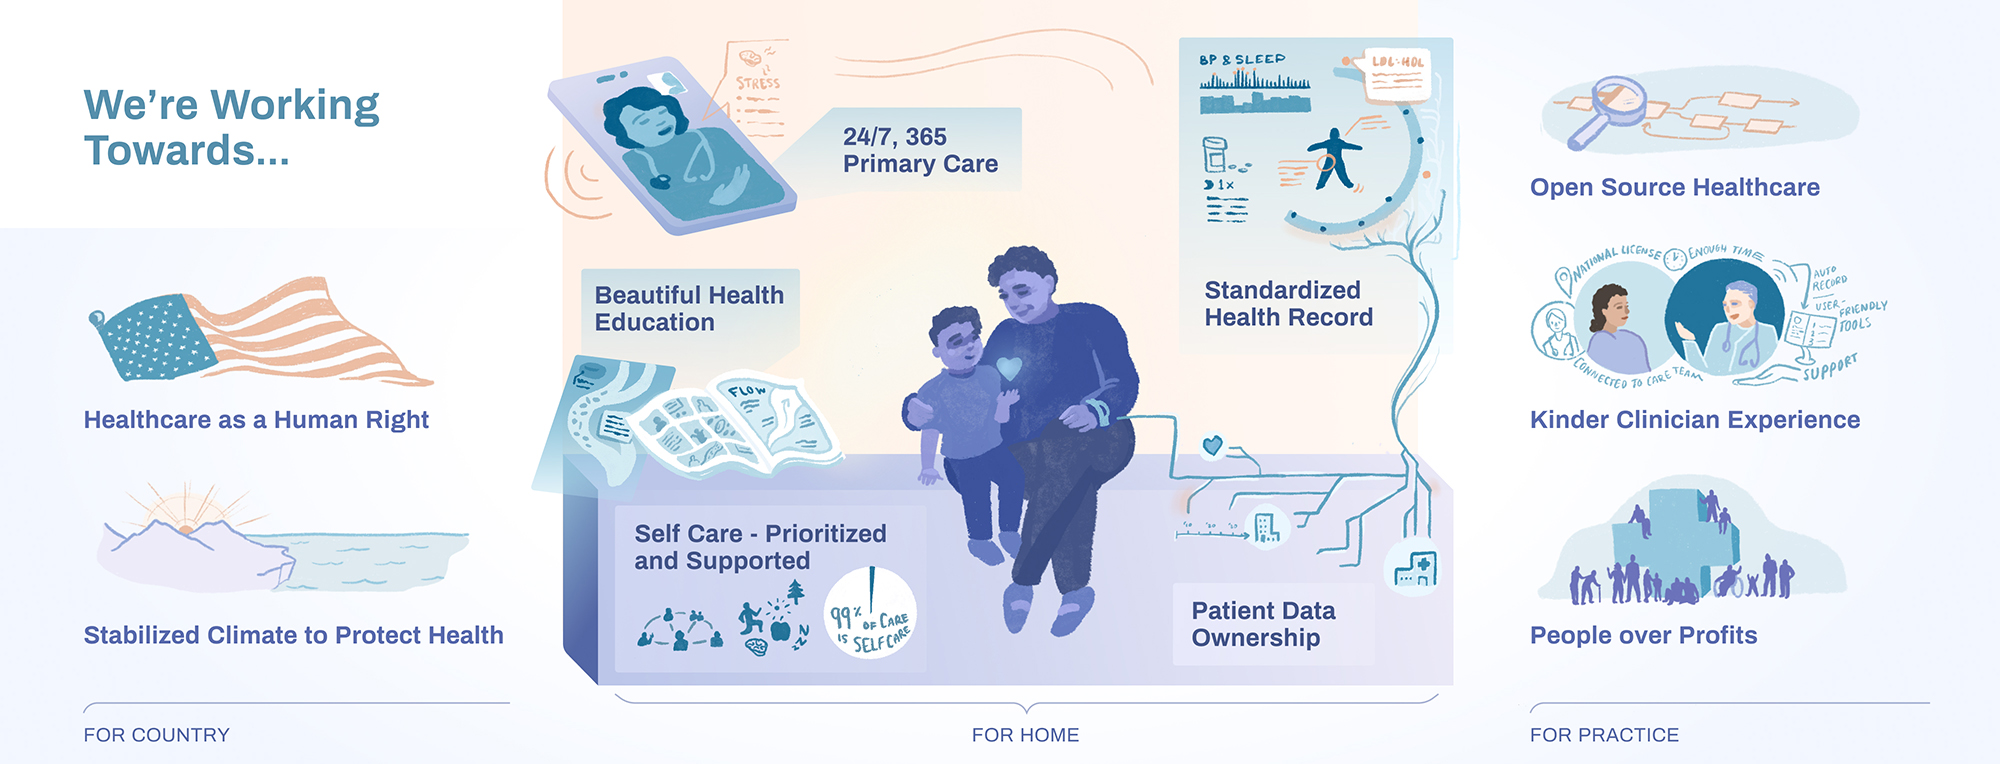 We're Working
Towards...
Healthcare as a Human Right
Stabilized Climate to Protect Health
FOR COUNTRY
STRESS
24/7, 365
Primary Care
Beautiful Health
Education
FLOW
Self Care - Prioritized
and Supported
99% OF CARE
IS SELFCARE
BP & SLEEP
LDL:HDL
1x
Standardized
Health Record
Patient Data
Ownership
FOR HOME
Open Source Healthcare
NATIONAL LICENSE
ENOUGH TIME
AUTO
RECORD
USER-
FRIENDLY
TOOLS
SUPPORT
CONNECTED TO CARE TEAM
Kinder Clinician Experience
People over Profits
FOR PRACTICE